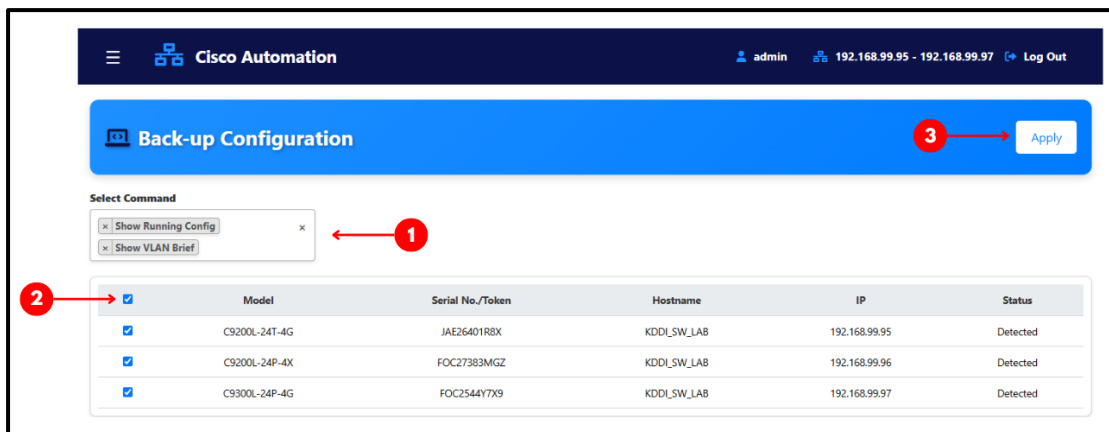 Cisco Automation
admin
192.168.99.95 - 192.168.99.97
Log Out
Back-up Configuration
3
Apply
Select Command
× Show Running Config ×
× Show VLAN Brief
1
2
Model Serial No./Token Hostname IP Status
C9200L-24T-4G JAE26401R8X KDDI_SW_LAB 192.168.99.95 Detected
C9200L-24P-4X FOC27383MGZ KDDI_SW_LAB 192.168.99.96 Detected
C9300L-24P-4G FOC2544Y7X9 KDDI_SW_LAB 192.168.99.97 Detected